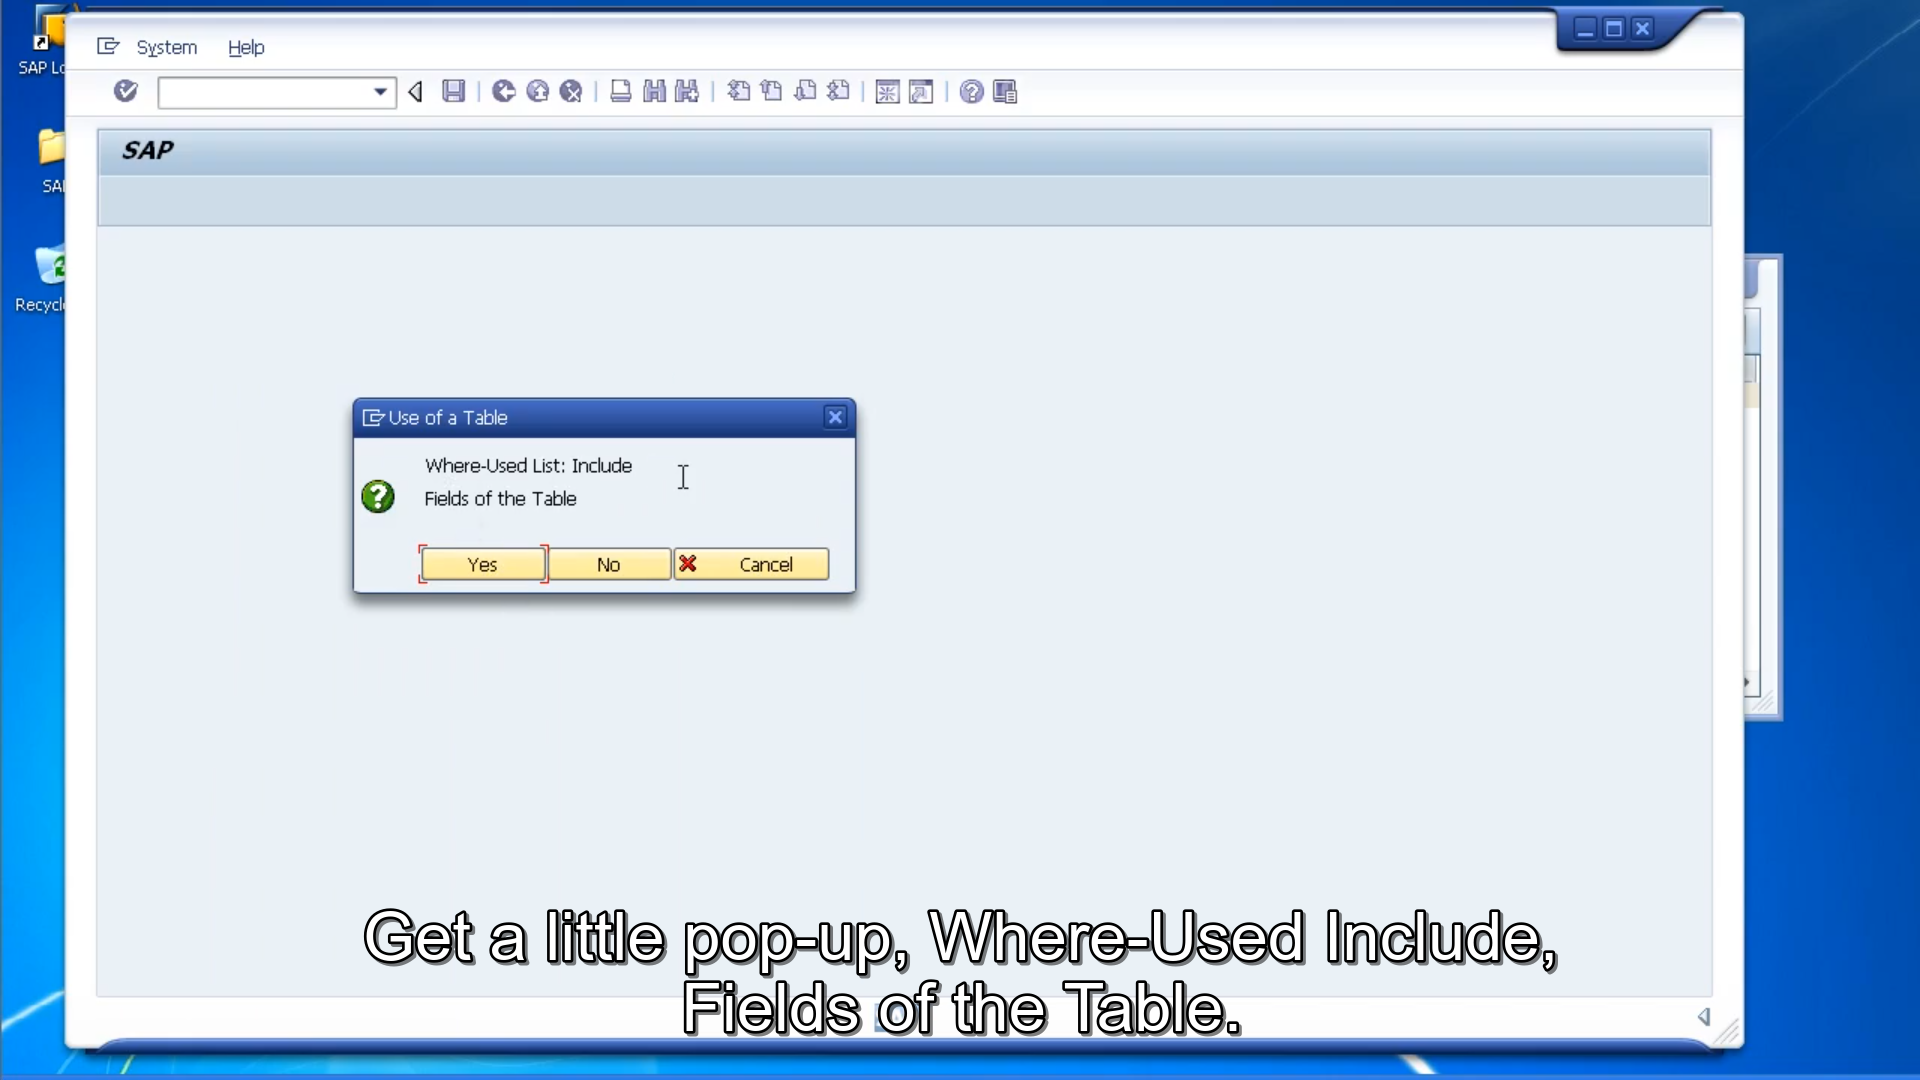 SAP Lo
SA
Recycl
System Help
SAP
Use of a Table
Where-Used List: Include
Fields of the Table
Yes No Cancel
Get a little pop-up, Where-Used Include,
Fields of the Table.